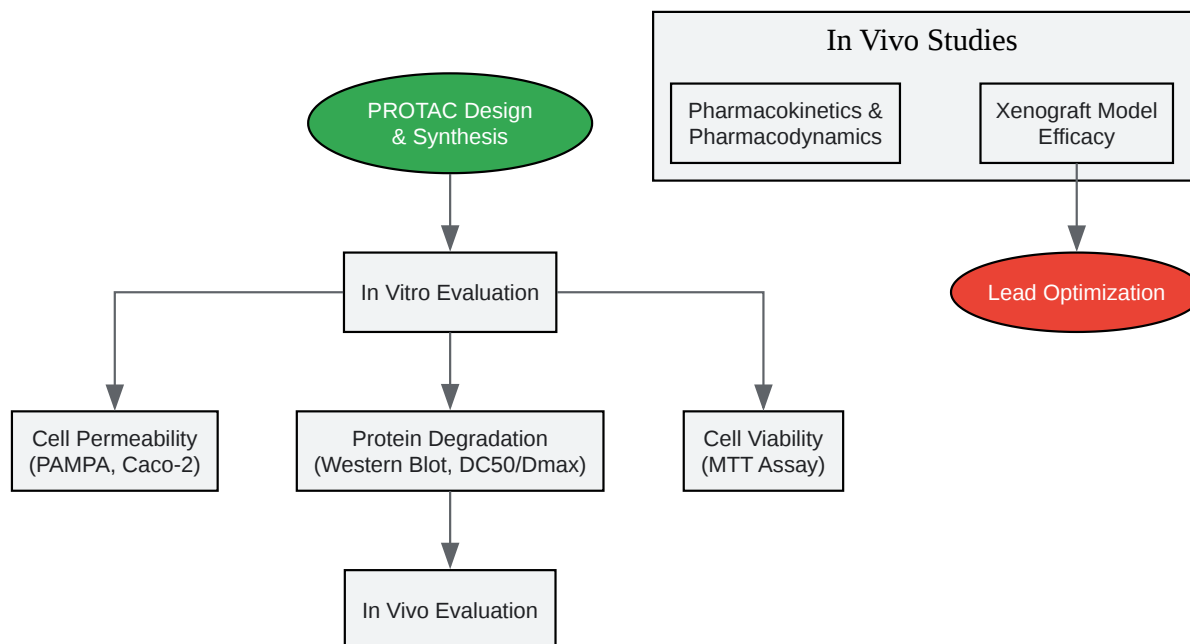 In Vivo Studies
PROTAC Design
& Synthesis
Pharmacokinetics &
Pharmacodynamics
Xenograft Model
Efficacy
In Vitro Evaluation
Lead Optimization
Cell Permeability
(PAMPA, Caco-2)
Protein Degradation
(Western Blot, DC50/Dmax)
Cell Viability
(MTT Assay)
In Vivo Evaluation